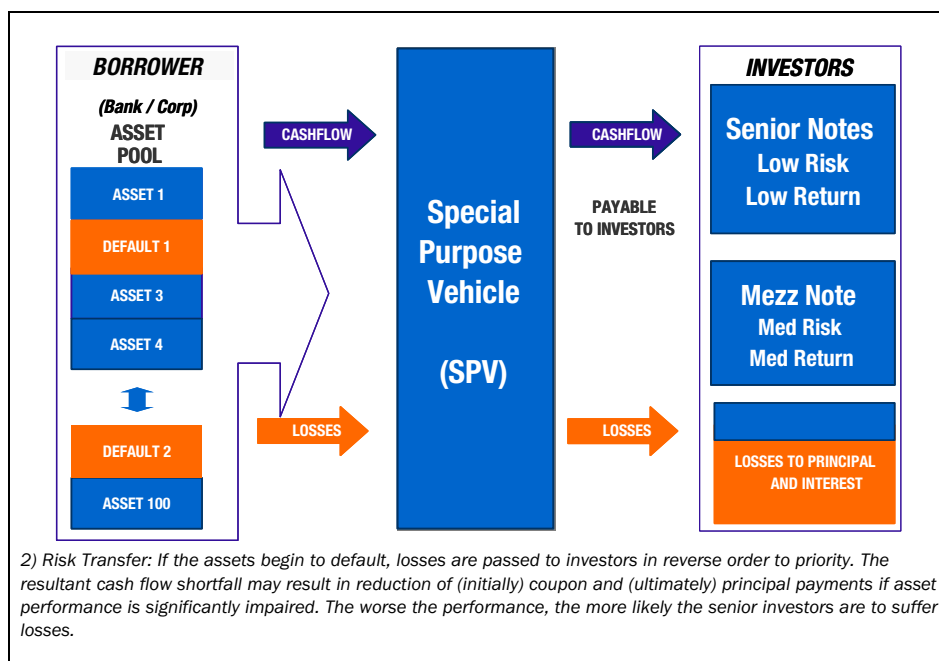 BORROWER
(Bank / Corp)
ASSET
POOL
ASSET 1
DEFAULT 1
ASSET 3
ASSET 4
DEFAULT 2
ASSET 100
CASHFLOW
LOSSES
Special
Purpose
Vehicle
(SPV)
CASHFLOW
PAYABLE
TO INVESTORS
LOSSES
INVESTORS
Senior Notes
Low Risk
Low Return
Mezz Note
Med Risk
Med Return
LOSSES TO PRINCIPAL
AND INTEREST
2) Risk Transfer: If the assets begin to default, losses are passed to investors in reverse order to priority. The
resultant cash flow shortfall may result in reduction of (initially) coupon and (ultimately) principal payments if asset
performance is significantly impaired. The worse the performance, the more likely the senior investors are to suffer
losses.